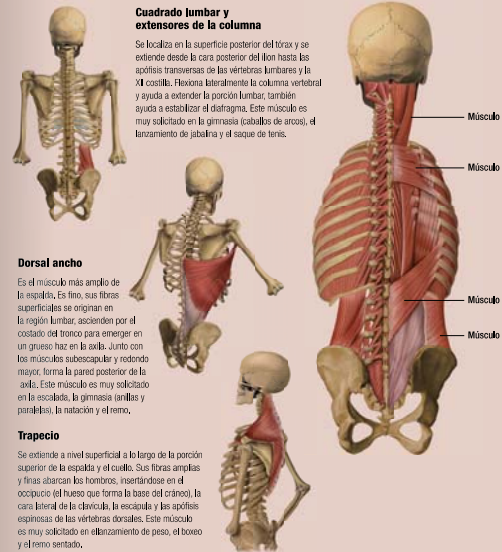 Cuadrado lumbar y
extensores de la columna
Se localiza en la superficie posterior del tórax y se
extiende desde la cara posterior del ilion hasta las
apófisis transversas de las vértebras lumbares y la
XII costilla. Flexiona lateralmente la columna vertebral
y ayuda a extender la porción lumbar, también
ayuda a estabilizar el diafragma. Este músculo es
muy solicitado en la gimnasia (caballos de arcos), el
lanzamiento de jabalina y el saque de tenis.
Músculo
Músculo
Músculo
Músculo
Dorsal ancho
Es el músculo más amplio de
la espalda. Es fino, sus fibras
superficiales se originan en
la región lumbar, ascienden por el
costado del tronco para emerger en
un grueso haz en la axila. Junto con
los músculos subescapular y redondo
mayor, forma la pared posterior de la
axila. Este músculo es muy solicitado
en la escalada, la gimnasia (anillas y
paralelas), la natación y el remo.
Trapecio
Se extiende a nivel superficial a lo largo de la porción
superior de la espalda y el cuello. Sus fibras amplias
y finas abarcan los hombros, insertándose en el
occipucio (el hueso que forma la base del cráneo), la
cara lateral de la clavícula, la escápula y las apófisis
espinosas de las vértebras dorsales. Este músculo
es muy solicitado en ellanzamiento de peso, el boxeo
y el remo sentado.